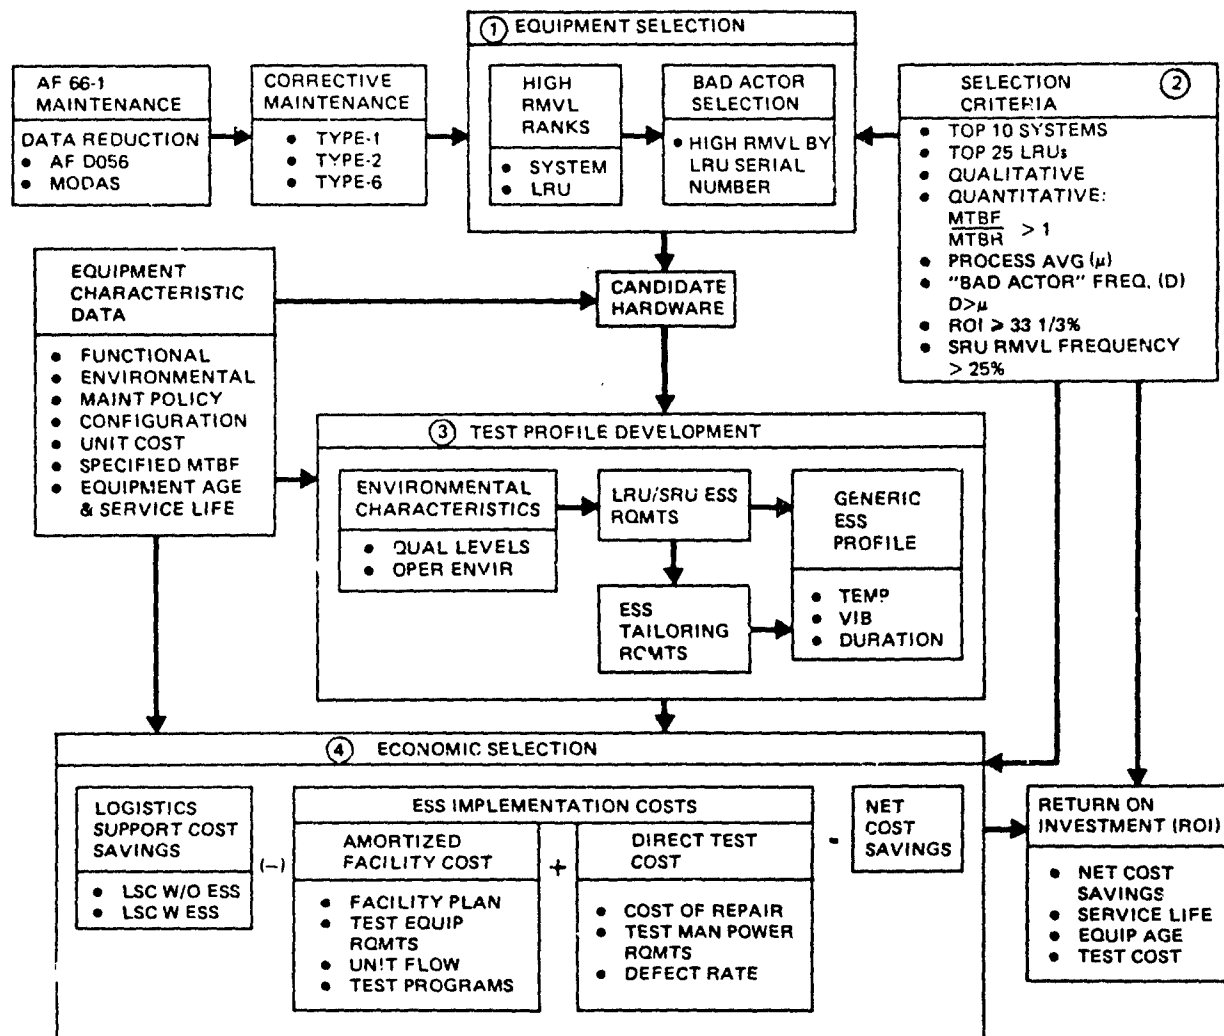 ① EQUIPMENT SELECTION
AF 66-1
MAINTENANCE
DATA REDUCTION
● AF D056
● MODAS
CORRECTIVE
MAINTENANCE
● TYPE-1
● TYPE-2
● TYPE-6
HIGH
RMVL
RANKS
● SYSTEM
● LRU
BAD ACTOR
SELECTION
● HIGH RMVL BY
LRU SERIAL
NUMBER
SELECTION ②
CRITERIA
● TOP 10 SYSTEMS
● TOP 25 LRUs
● QUALITATIVE
● QUANTITATIVE:
MTBF
MTBR > 1
● PROCESS AVG (μ)
● "BAD ACTOR" FREQ. (D)
D>μ
● ROI ⩾ 33 1/3%
● SRU RMVL FREQUENCY
> 25%
EQUIPMENT
CHARACTERISTIC
DATA
● FUNCTIONAL
● ENVIRONMENTAL
● MAINT POLICY
● CONFIGURATION
● UNIT COST
● SPECIFIED MTBF
● EQUIPMENT AGE
& SERVICE LIFE
CANDIDATE
HARDWARE
③ TEST PROFILE DEVELOPMENT
ENVIRONMENTAL
CHARACTERISTICS
● QUAL LEVELS
● OPER ENVIR
LRU/SRU ESS
RQMTS
ESS
TAILORING
RQMTS
GENERIC
ESS
PROFILE
● TEMP
● VIB
● DURATION
④ ECONOMIC SELECTION
LOGISTICS
SUPPORT COST
SAVINGS
● LSC W/O ESS
● LSC W ESS
(−)
ESS IMPLEMENTATION COSTS
AMORTIZED
FACILITY COST
● FACILITY PLAN
● TEST EQUIP
RQMTS
● UNIT FLOW
● TEST PROGRAMS
+
DIRECT TEST
COST
● COST OF REPAIR
● TEST MAN POWER
RQMTS
● DEFECT RATE
NET
COST
SAVINGS
RETURN ON
INVESTMENT (ROI)
● NET COST
SAVINGS
● SERVICE LIFE
● EQUIP AGE
● TEST COST